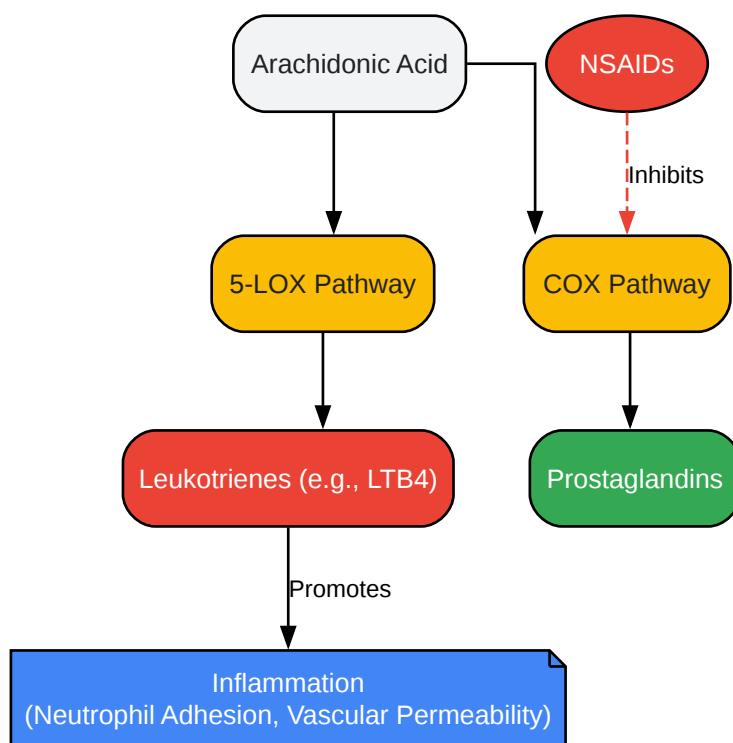 Arachidonic Acid
NSAIDs
Inhibits
5-LOX Pathway
COX Pathway
Leukotrienes (e.g., LTB4)
Prostaglandins
Promotes
Inflammation
(Neutrophil Adhesion, Vascular Permeability)